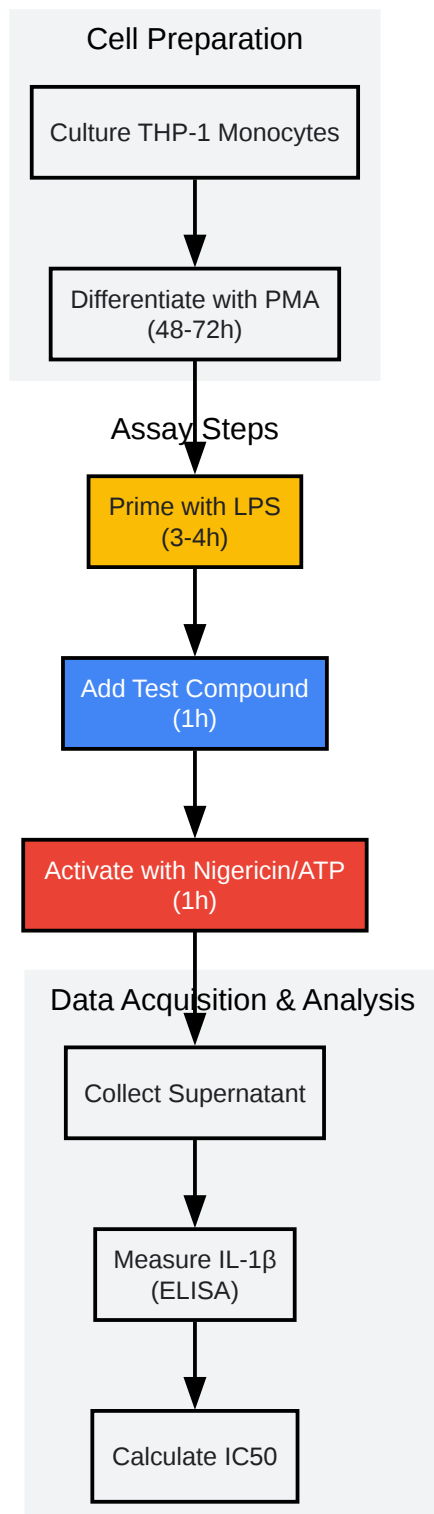 Cell Preparation
Culture THP-1 Monocytes
Differentiate with PMA
(48-72h)
Assay Steps
Prime with LPS
(3-4h)
Add Test Compound
(1h)
Activate with Nigericin/ATP
(1h)
Data Acquisition & Analysis
Collect Supernatant
Measure IL-1β
(ELISA)
Calculate IC50